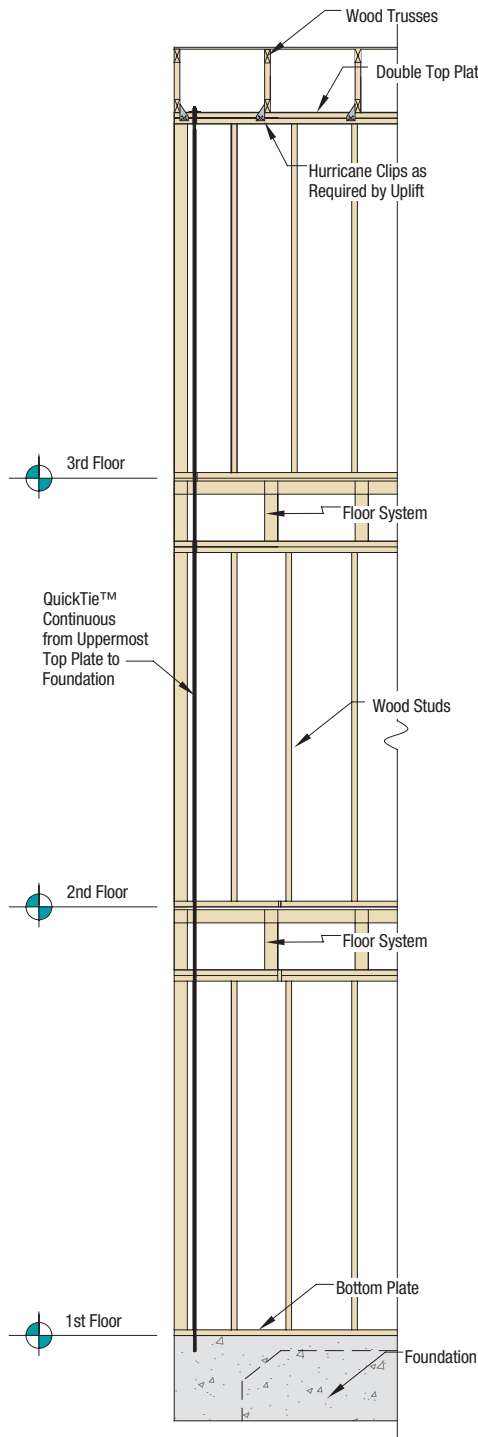 Wood Trusses
Double Top Plat
Hurricane Clips as
Required by Uplift
3rd Floor
Floor System
QuickTie™
Continuous
from Uppermost
Top Plate to
Foundation
Wood Studs
2nd Floor
Floor System
Bottom Plate
1st Floor
Foundation